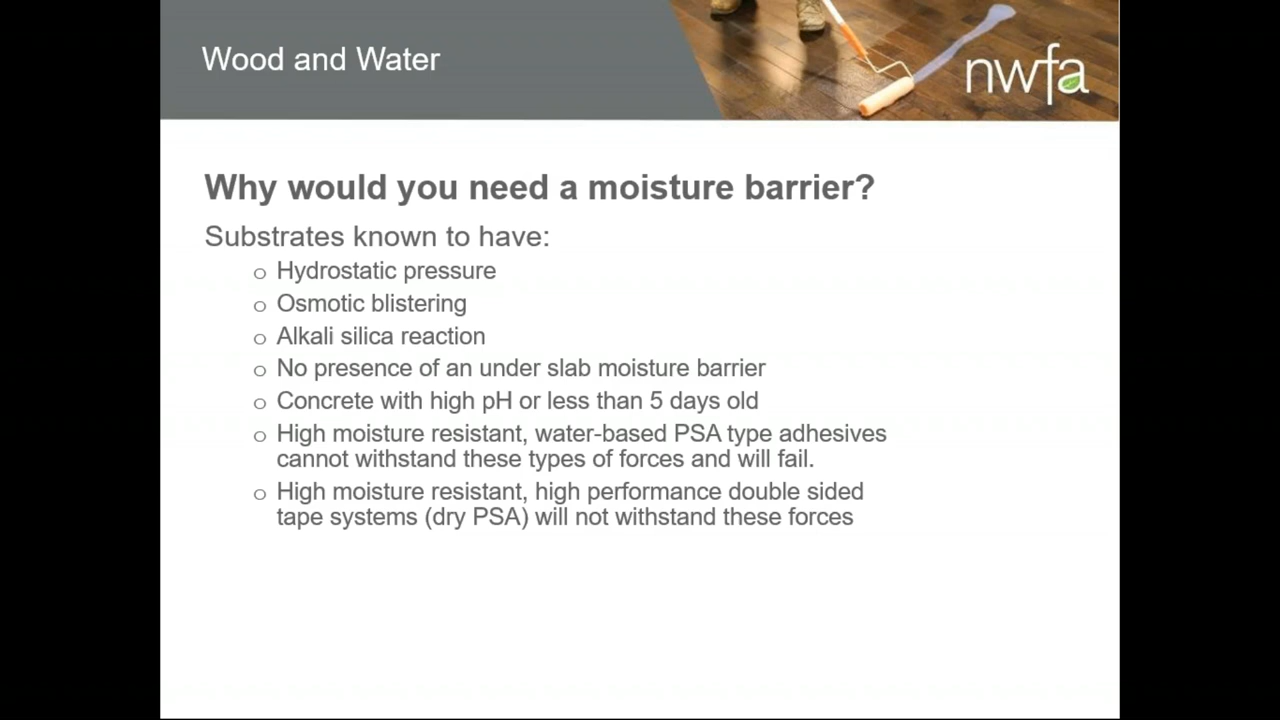 Wood and Water
nwfa
Why would you need a moisture barrier?
Substrates known to have:
o Hydrostatic pressure
o Osmotic blistering
o Alkali silica reaction
o No presence of an under slab moisture barrier
o Concrete with high pH or less than 5 days old
o High moisture resistant, water-based PSA type adhesives
cannot withstand these types of forces and will fail.
o High moisture resistant, high performance double sided
tape systems (dry PSA) will not withstand these forces